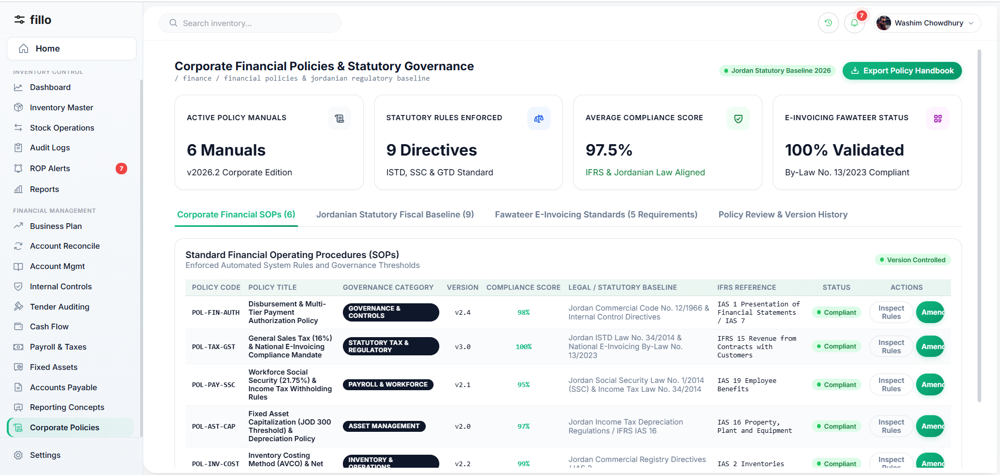 fillo
Home
INVENTORY CONTROL
Dashboard
Inventory Master
Stock Operations
Audit Logs
ROP Alerts 7
Reports
FINANCIAL MANAGEMENT
Business Plan
Account Reconcile
Account Mgmt
Internal Controls
Tender Auditing
Cash Flow
Payroll & Taxes
Fixed Assets
Accounts Payable
Reporting Concepts
Corporate Policies
Settings
Search inventory...
7
Washim Chowdhury
Corporate Financial Policies & Statutory Governance
/ finance / financial policies & jordanian regulatory baseline
Jordan Statutory Baseline 2026
Export Policy Handbook
ACTIVE POLICY MANUALS
6 Manuals
v2026.2 Corporate Edition
STATUTORY RULES ENFORCED
9 Directives
ISTD, SSC & GTD Standard
AVERAGE COMPLIANCE SCORE
97.5%
IFRS & Jordanian Law Aligned
E-INVOICING FAWATEER STATUS
100% Validated
By-Law No. 13/2023 Compliant
Corporate Financial SOPs (6)
Jordanian Statutory Fiscal Baseline (9)
Fawateer E-Invoicing Standards (5 Requirements)
Policy Review & Version History
Standard Financial Operating Procedures (SOPs)
Enforced Automated System Rules and Governance Thresholds
Version Controlled
POLICY CODE POLICY TITLE GOVERNANCE CATEGORY VERSION COMPLIANCE SCORE LEGAL / STATUTORY BASELINE IFRS REFERENCE STATUS ACTIONS
POL-FIN-AUTH
Disbursement & Multi-
Tier Payment
Authorization Policy
GOVERNANCE &
CONTROLS
v2.4
98%
Jordan Commercial Code No. 12/1966 &
Internal Control Directives
IAS 1 Presentation of
Financial Statements
/ IAS 7
Compliant
Inspect
Rules
Amend
POL-TAX-GST
General Sales Tax (16%)
& National E-Invoicing
Compliance Mandate
STATUTORY TAX &
REGULATORY
v3.0
100%
Jordan ISTD Law No. 34/2014 &
National E-Invoicing By-Law No.
13/2023
IFRS 15 Revenue from
Contracts with
Customers
Compliant
Inspect
Rules
Amend
POL-PAY-SSC
Workforce Social
Security (21.75%) &
Income Tax Withholding
Rules
PAYROLL & WORKFORCE
v2.1
95%
Jordan Social Security Law No. 1/2014
(SSC) & Income Tax Law No. 34/2014
IAS 19 Employee
Benefits
Compliant
Inspect
Rules
Amend
POL-AST-CAP
Fixed Asset
Capitalization (JOD 300
Threshold) &
Depreciation Policy
ASSET MANAGEMENT
v2.0
97%
Jordan Income Tax Depreciation
Regulations / IFRS IAS 16
IAS 16 Property,
Plant and Equipment
Compliant
Inspect
Rules
Amend
POL-INV-COST
Inventory Costing
Method (AVCO) & Net
INVENTORY &
OPERATIONS
v2.2
99%
Jordan Commercial Registry Directives
/ IAS 2
IAS 2 Inventories
Compliant
Inspect
Rules
Amend